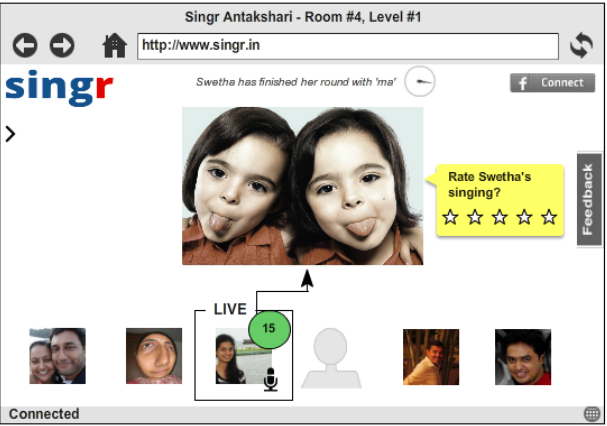 Singr Antakshari - Room #4, Level #1
http://www.singr.in
singr
Swetha has finished her round with 'ma'
f Connect
Rate Swetha's
singing?
Feedback
LIVE
15
Connected